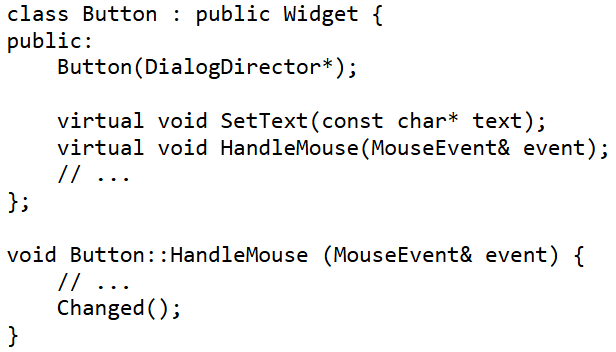 class Button : public Widget {
public:
    Button(DialogDirector*);

    virtual void SetText(const char* text);
    virtual void HandleMouse(MouseEvent& event);
    // ...
};

void Button::HandleMouse (MouseEvent& event) {
    // ...
    Changed();
}